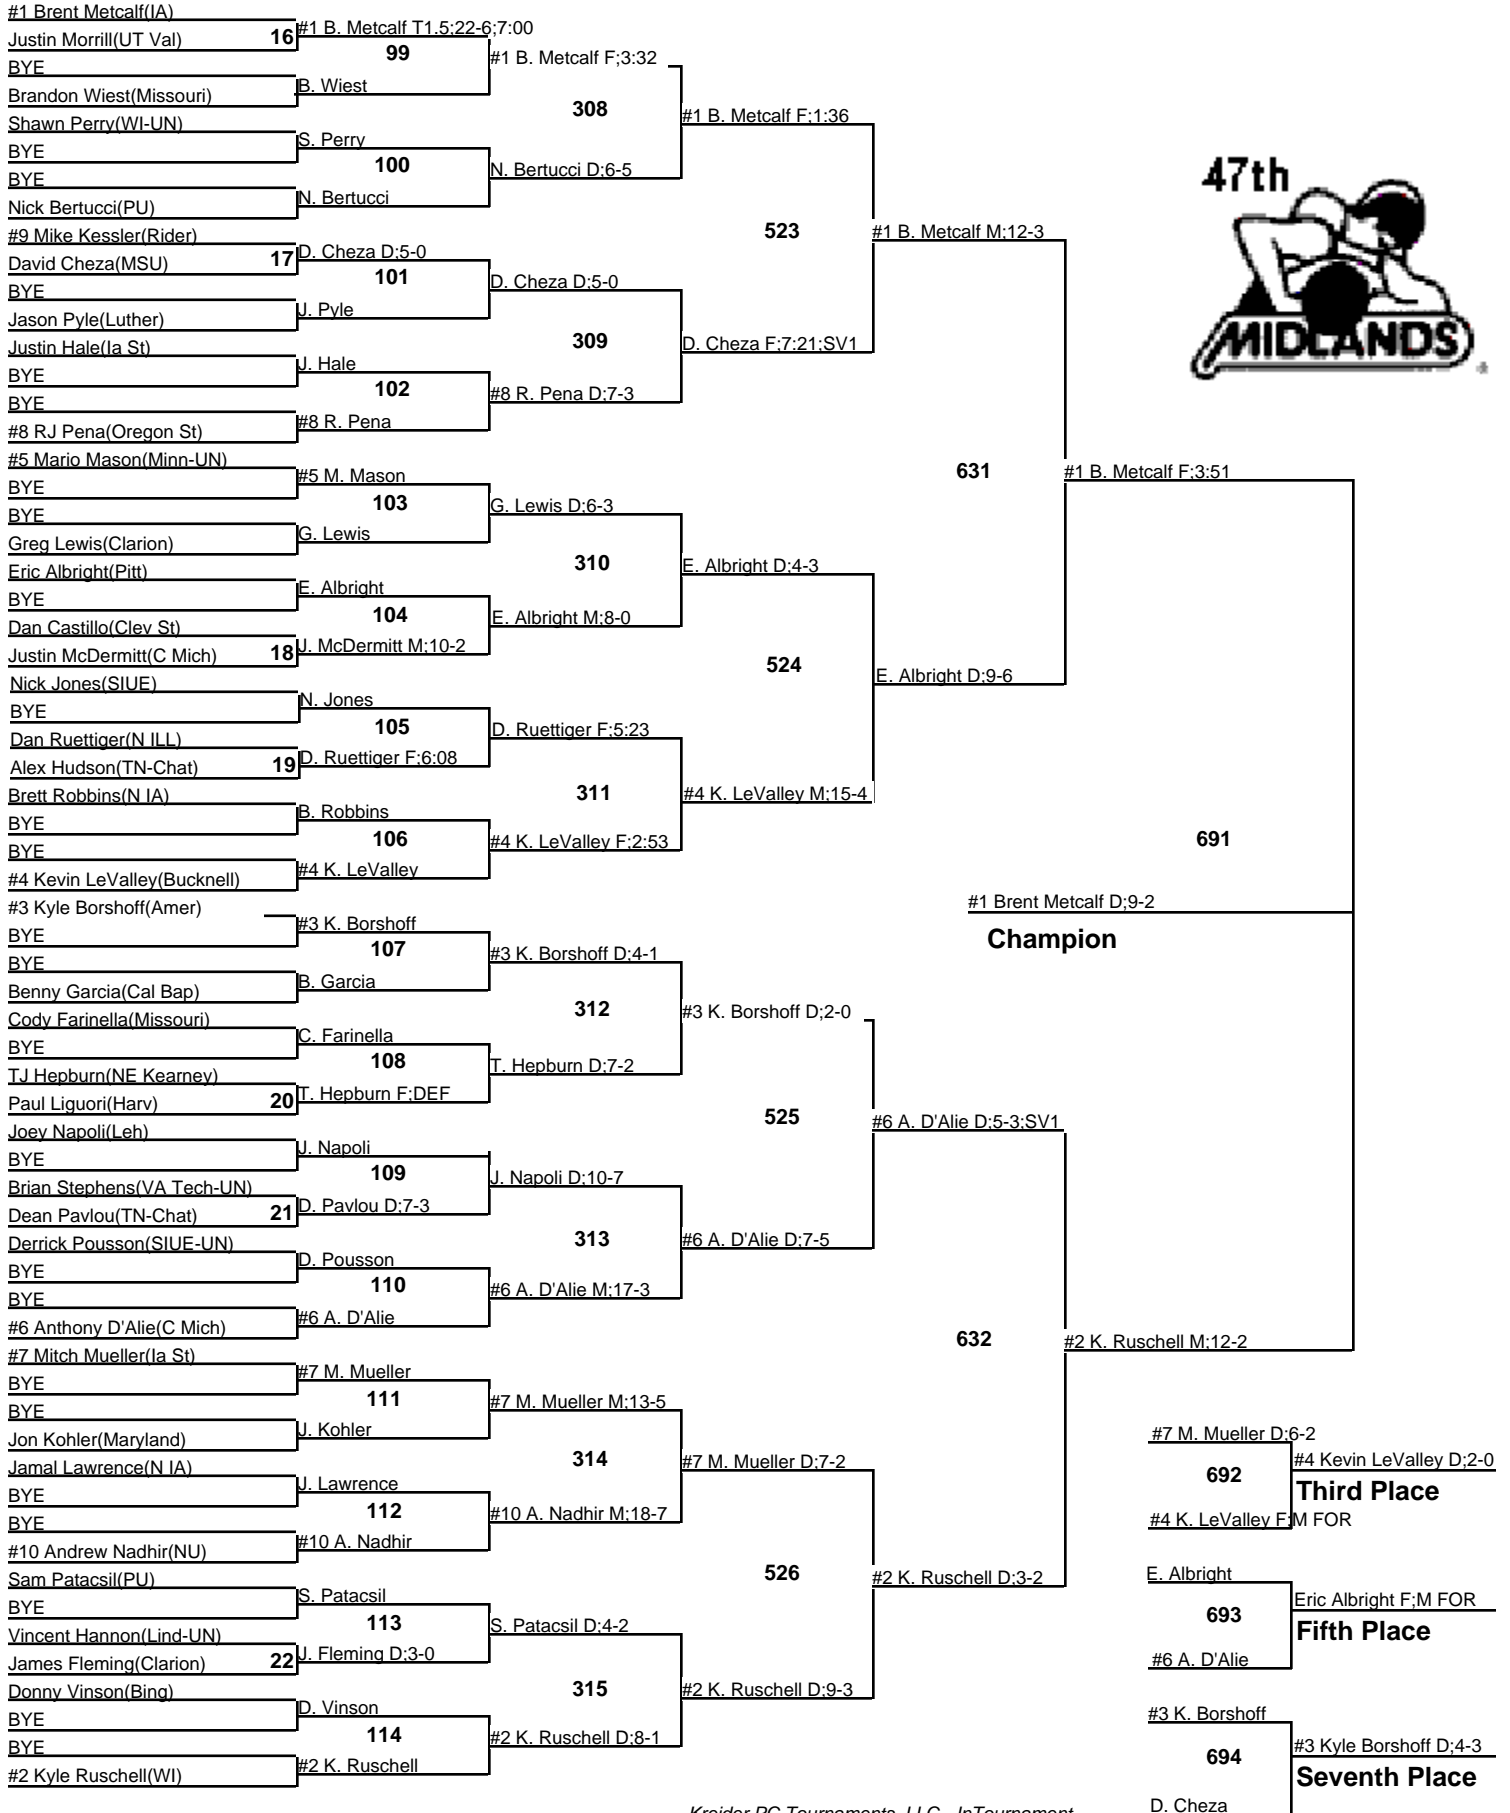 #1 Brent Metcalf(IA)
Justin Morrill(UT Val)
16
BYE
Brandon Wiest(Missouri)
Shawn Perry(WI-UN)
BYE
BYE
Nick Bertucci(PU)
#9 Mike Kessler(Rider)
David Cheza(MSU)
17
BYE
Jason Pyle(Luther)
Justin Hale(Ia St)
BYE
BYE
#8 RJ Pena(Oregon St)
#5 Mario Mason(Minn-UN)
BYE
BYE
Greg Lewis(Clarion)
Eric Albright(Pitt)
BYE
Dan Castillo(Clev St)
Justin McDermitt(C Mich)
18
Nick Jones(SIUE)
BYE
Dan Ruettiger(N ILL)
Alex Hudson(TN-Chat)
19
Brett Robbins(N IA)
BYE
BYE
#4 Kevin LeValley(Bucknell)
#3 Kyle Borshoff(Amer)
BYE
BYE
Benny Garcia(Cal Bap)
Cody Farinella(Missouri)
BYE
TJ Hepburn(NE Kearney)
Paul Liguori(Harv)
20
Joey Napoli(Leh)
BYE
Brian Stephens(VA Tech-UN)
Dean Pavlou(TN-Chat)
21
Derrick Pousson(SIUE-UN)
BYE
BYE
#6 Anthony D'Alie(C Mich)
#7 Mitch Mueller(Ia St)
BYE
BYE
Jon Kohler(Maryland)
Jamal Lawrence(N IA)
BYE
BYE
#10 Andrew Nadhir(NU)
Sam Patacsil(PU)
BYE
Vincent Hannon(Lind-UN)
James Fleming(Clarion)
22
Donny Vinson(Bing)
BYE
BYE
#2 Kyle Ruschell(WI)
#1 B. Metcalf T1.5;22-6;7:00
99
B. Wiest
S. Perry
100
N. Bertucci
D. Cheza D;5-0
101
J. Pyle
J. Hale
102
#8 R. Pena
#5 M. Mason
103
G. Lewis
E. Albright
104
J. McDermitt M;10-2
N. Jones
105
D. Ruettiger F;6:08
B. Robbins
106
#4 K. LeValley
#3 K. Borshoff
107
B. Garcia
C. Farinella
108
T. Hepburn F;DEF
J. Napoli
109
D. Pavlou D;7-3
D. Pousson
110
#6 A. D'Alie
#7 M. Mueller
111
J. Kohler
J. Lawrence
112
#10 A. Nadhir
S. Patacsil
113
J. Fleming D;3-0
D. Vinson
114
#2 K. Ruschell
#1 B. Metcalf F;3:32
308
N. Bertucci D;6-5
D. Cheza D;5-0
309
#8 R. Pena D;7-3
G. Lewis D;6-3
310
E. Albright M;8-0
D. Ruettiger F;5:23
311
#4 K. LeValley F;2:53
#3 K. Borshoff D;4-1
312
T. Hepburn D;7-2
J. Napoli D;10-7
313
#6 A. D'Alie M;17-3
#7 M. Mueller M;13-5
314
#10 A. Nadhir M;18-7
S. Patacsil D;4-2
315
#2 K. Ruschell D;8-1
#1 B. Metcalf F;1:36
523
D. Cheza F;7:21;SV1
E. Albright D;4-3
524
#4 K. LeValley M;15-4
#3 K. Borshoff D;2-0
525
#6 A. D'Alie D;7-5
#7 M. Mueller D;7-2
526
#2 K. Ruschell D;9-3
#1 B. Metcalf M;12-3
631
E. Albright D;9-6
#6 A. D'Alie D;5-3;SV1
632
#2 K. Ruschell D;3-2
47th
MIDLANDS
#1 B. Metcalf F;3:51
691
#2 K. Ruschell M;12-2
#1 Brent Metcalf D;9-2
Champion
#7 M. Mueller D;6-2
692
#4 K. LeValley F;M FOR
#4 Kevin LeValley D;2-0
Third Place
E. Albright
693
#6 A. D'Alie
Eric Albright F;M FOR
Fifth Place
#3 K. Borshoff
694
D. Cheza
#3 Kyle Borshoff D;4-3
Seventh Place
Kreider PC Tournaments, LLC - InTournament